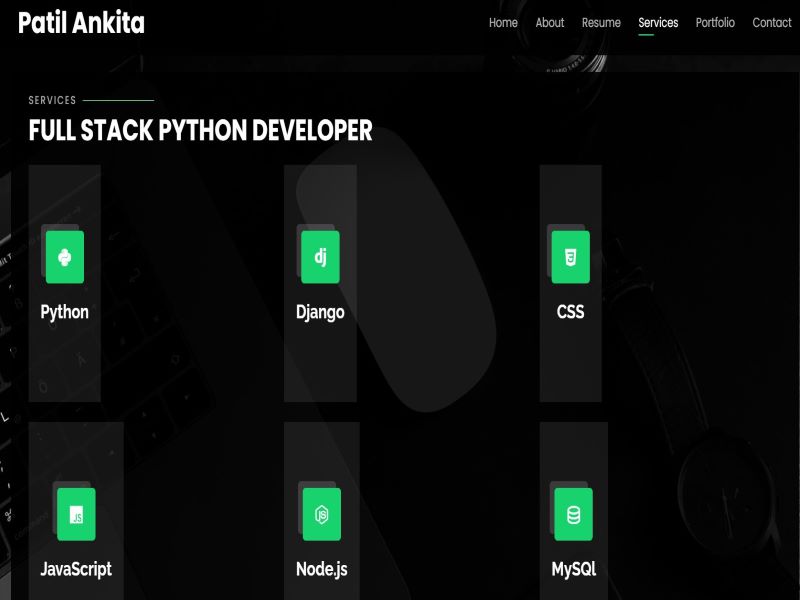 Patil Ankita
Home About Resume Services Portfolio Contact
SERVICES
FULL STACK PYTHON DEVELOPER
dj
Python Django CSS
JS JS
JavaScript Node.js MySQl